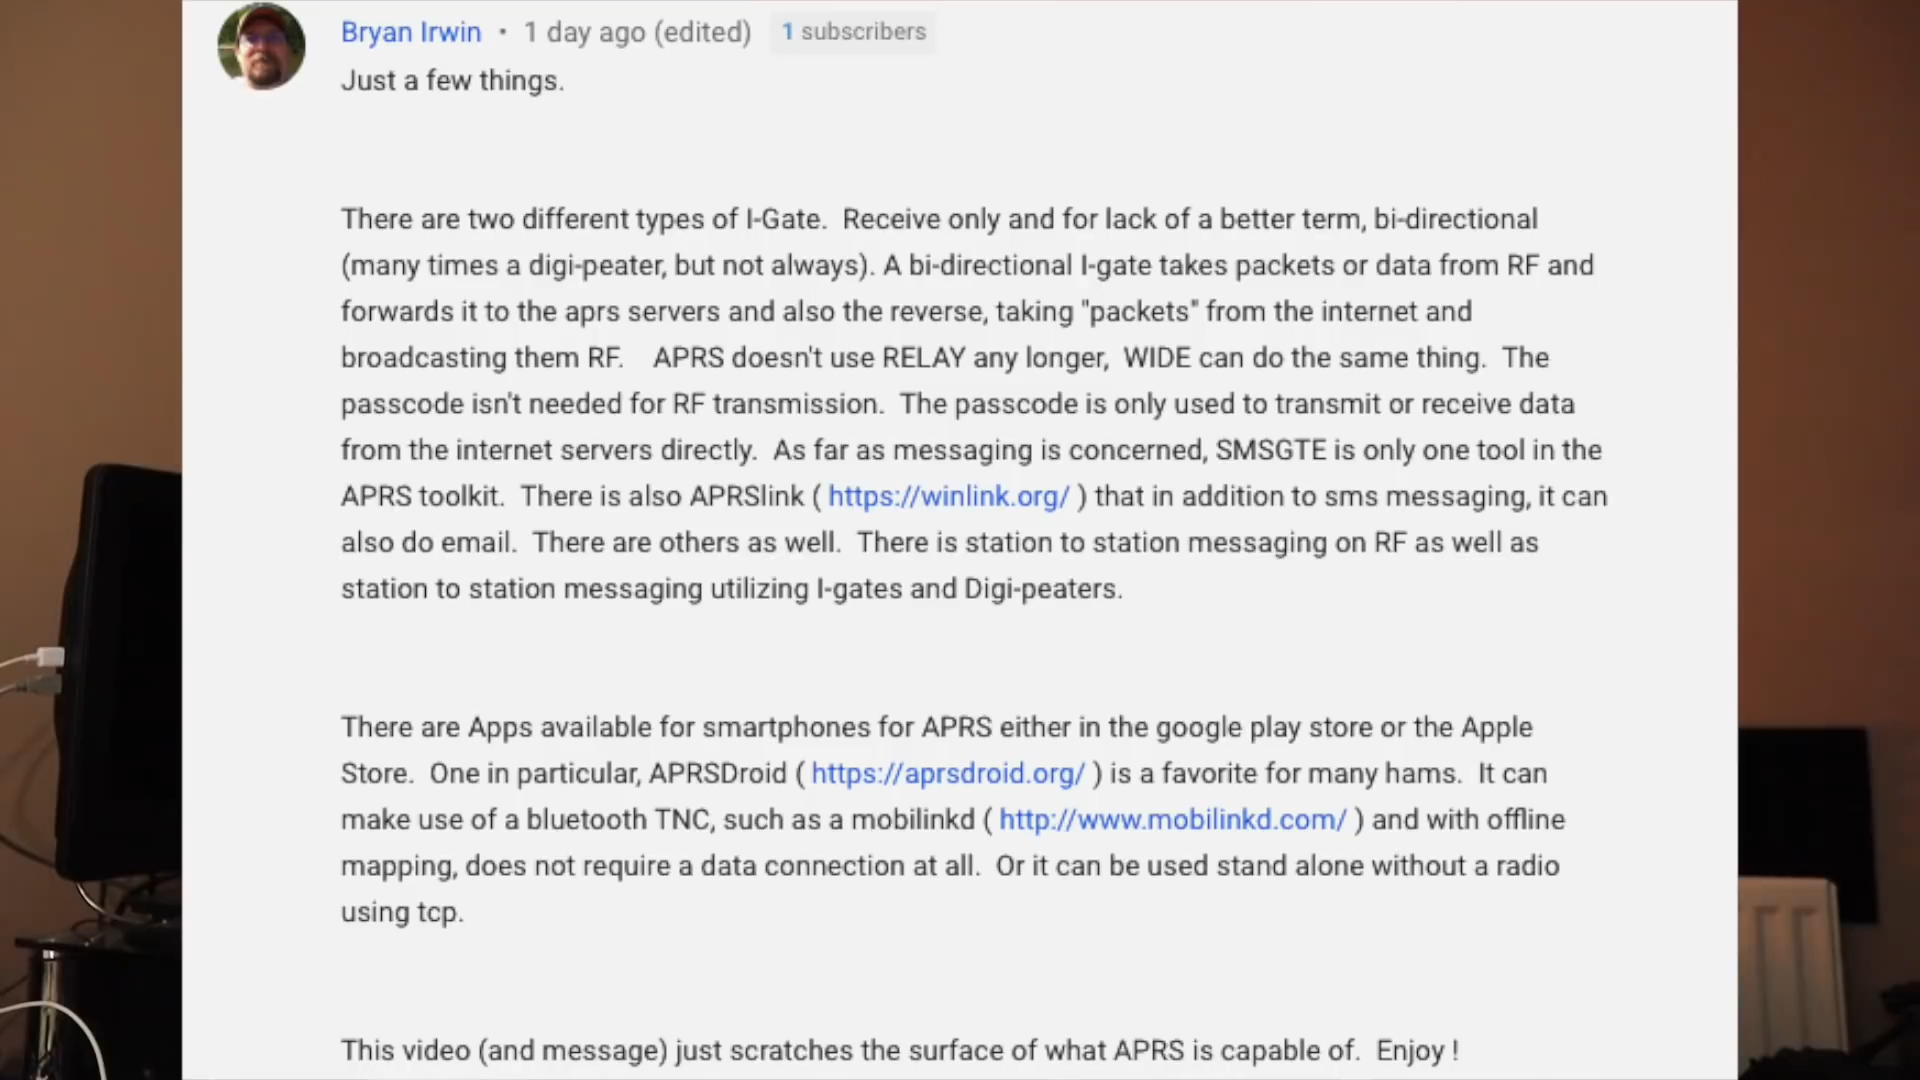 Bryan Irwin • 1 day ago (edited) 1 subscribers
Just a few things.
There are two different types of I-Gate.  Receive only and for lack of a better term, bi-directional
(many times a digi-peater, but not always). A bi-directional I-gate takes packets or data from RF and
forwards it to the aprs servers and also the reverse, taking "packets" from the internet and
broadcasting them RF.    APRS doesn't use RELAY any longer,  WIDE can do the same thing.  The
passcode isn't needed for RF transmission.  The passcode is only used to transmit or receive data
from the internet servers directly.  As far as messaging is concerned, SMSGTE is only one tool in the
APRS toolkit.  There is also APRSlink ( https://winlink.org/ ) that in addition to sms messaging, it can
also do email.  There are others as well.  There is station to station messaging on RF as well as
station to station messaging utilizing I-gates and Digi-peaters.
There are Apps available for smartphones for APRS either in the google play store or the Apple
Store.  One in particular, APRSDroid ( https://aprsdroid.org/ ) is a favorite for many hams.  It can
make use of a bluetooth TNC, such as a mobilinkd ( http://www.mobilinkd.com/ ) and with offline
mapping, does not require a data connection at all.  Or it can be used stand alone without a radio
using tcp.
This video (and message) just scratches the surface of what APRS is capable of.  Enjoy !